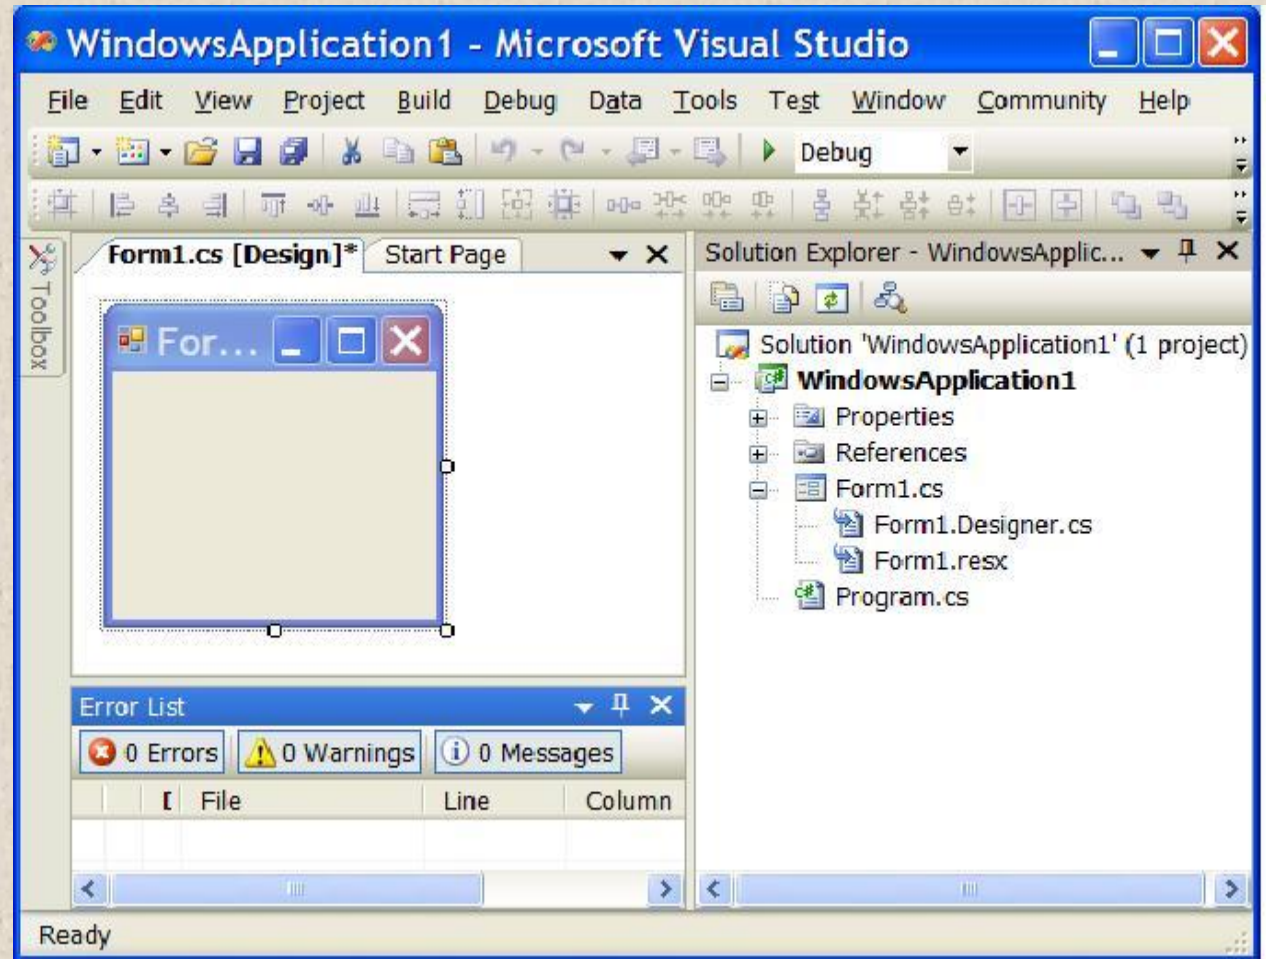 WindowsApplication1 - Microsoft Visual Studio
File Edit View Project Build Debug Data Tools Test Window Community Help
Debug
Toolbox
Form1.cs [Design]* Start Page
For...
Error List
0 Errors 0 Warnings 0 Messages
File Line Column
Solution Explorer - WindowsApplic...
Solution 'WindowsApplication1' (1 project)
WindowsApplication1
Properties
References
Form1.cs
Form1.Designer.cs
Form1.resx
Program.cs
Ready